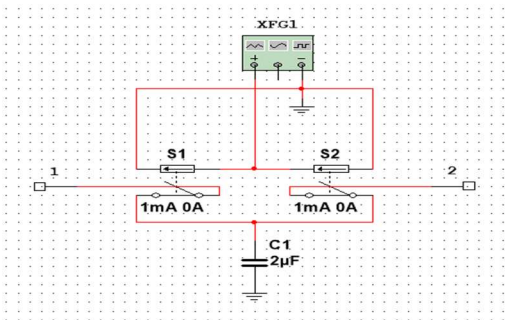 XFG1
+ −
S1 S2
1 2
1mA 0A 1mA 0A
C1
2µF